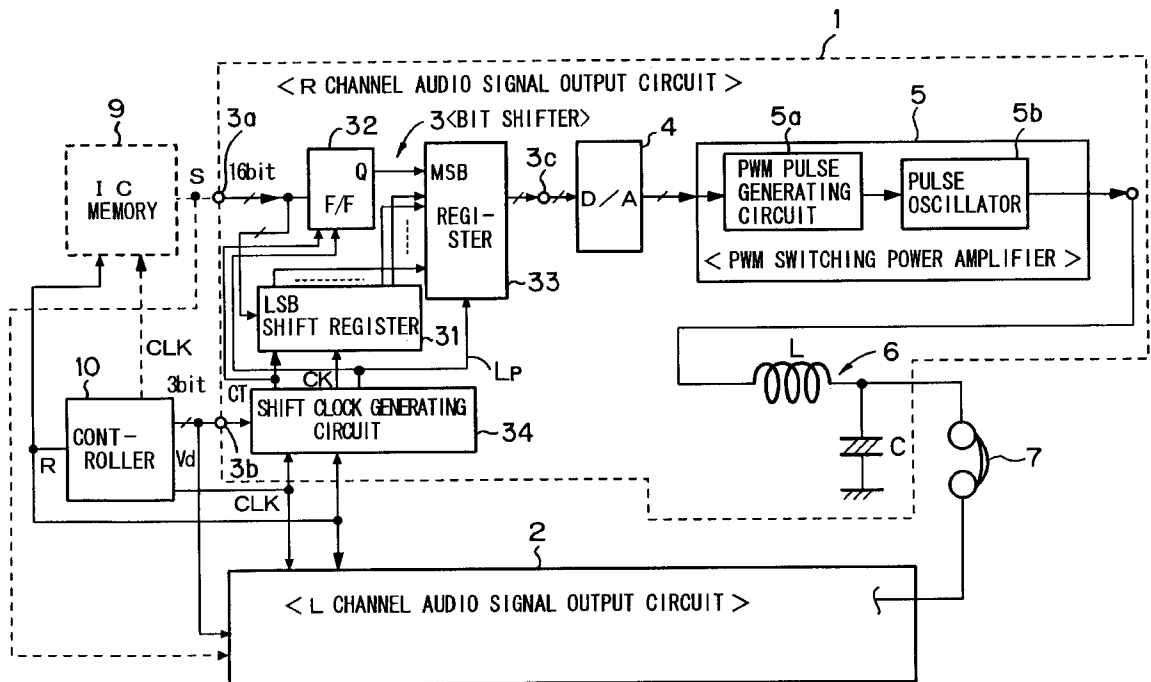 1
< R CHANNEL AUDIO SIGNAL OUTPUT CIRCUIT >
9
3a
32
3 <BIT SHIFTER>
4
5
5a
5b
S
16bit
Q
F/F
MSB
REGI-
STER
3c
D/A
PWM PULSE
GENERATING
CIRCUIT
PULSE
OSCILLATOR
I C
MEMORY
< PWM SWITCHING POWER AMPLIFIER >
33
LSB
SHIFT REGISTER
31
LP
CLK
10
3bit
CT
CK
SHIFT CLOCK GENERATING
CIRCUIT
34
CONT-
ROLLER
R
Vd
3b
CLK
L
6
C
7
2
< L CHANNEL AUDIO SIGNAL OUTPUT CIRCUIT >